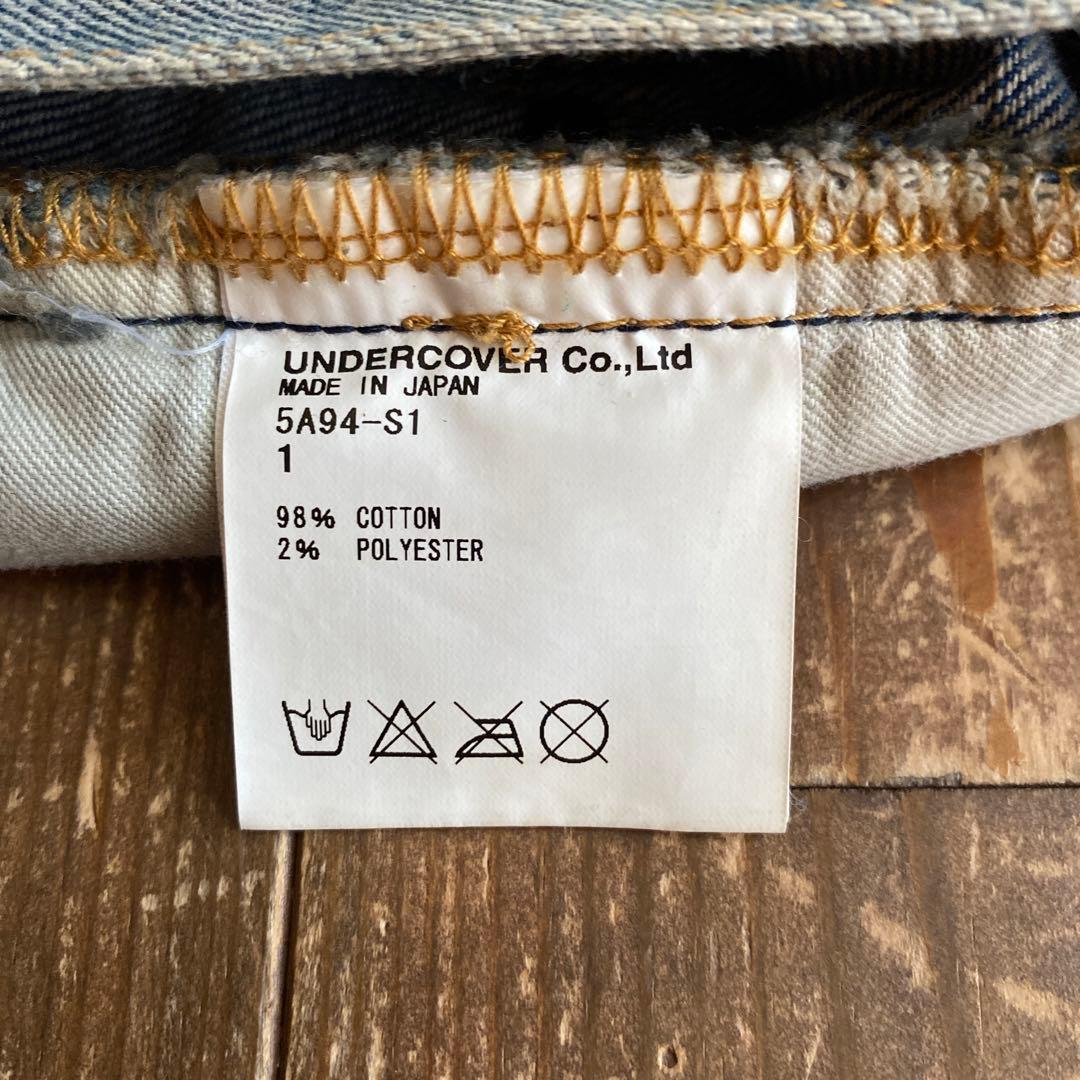 UNDERCOVER Co.,Ltd
MADE IN JAPAN
5A94-S1
1
98% COTTON
2% POLYESTER